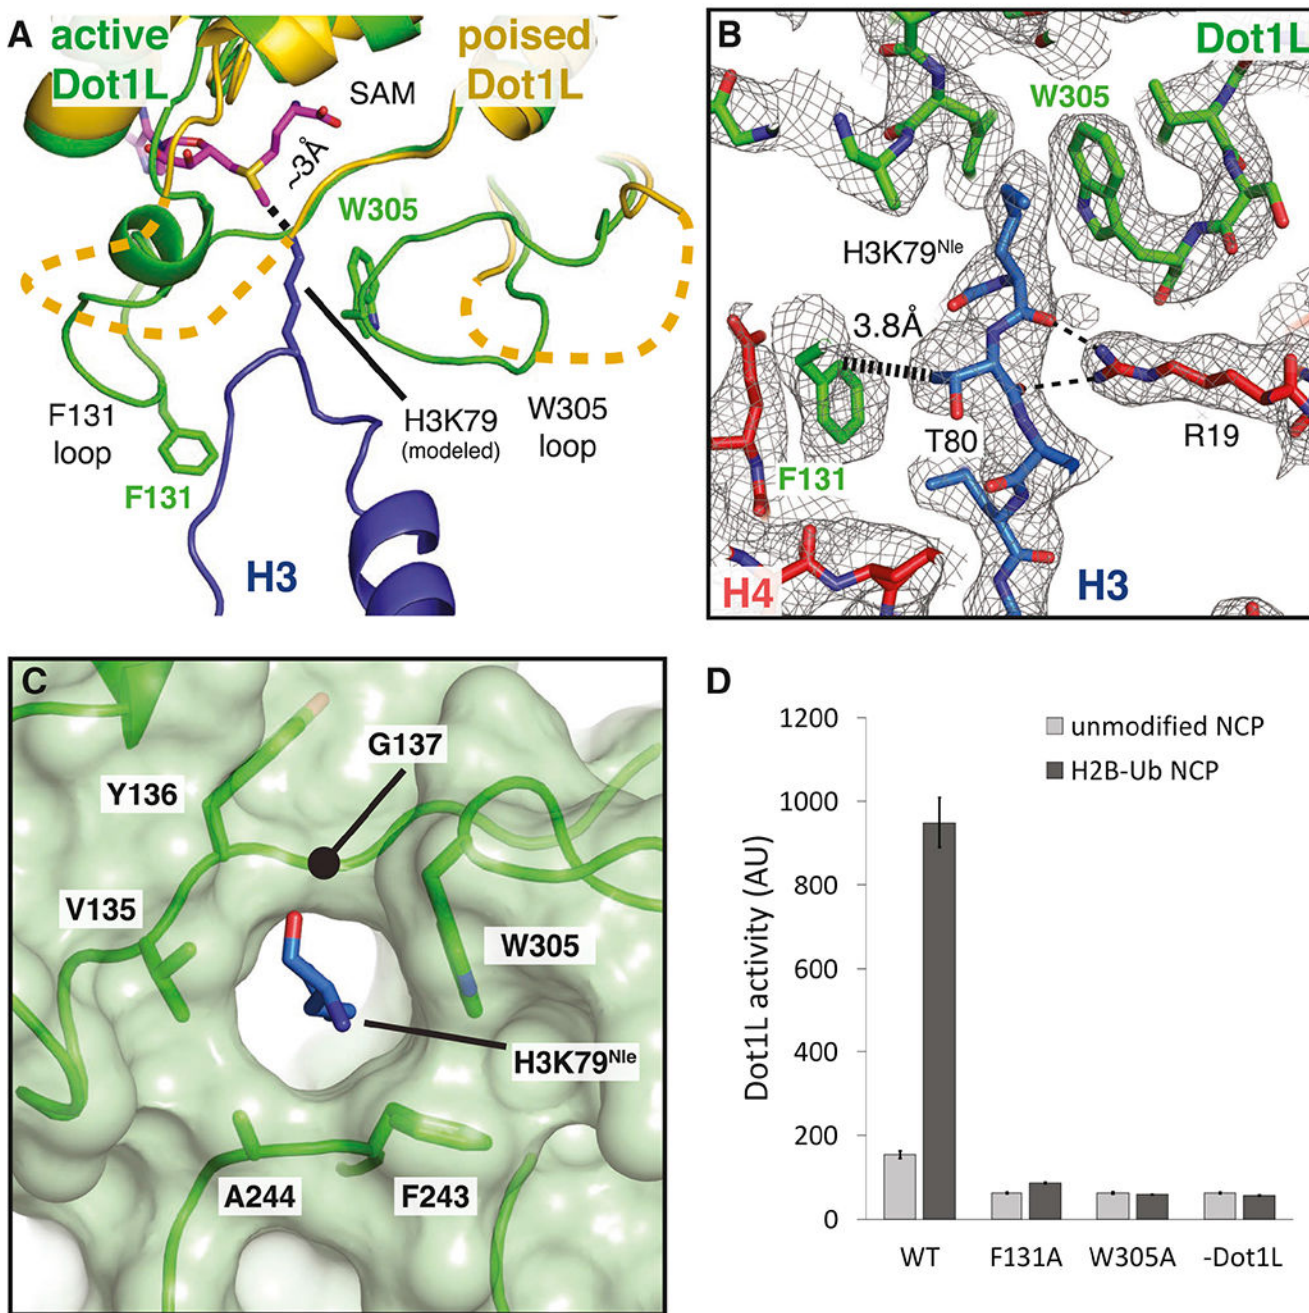 A
active
Dot1L
poised
Dot1L
SAM
~3Å
W305
F131
loop
F131
H3K79
(modeled)
W305
loop
H3
B
Dot1L
W305
H3K79Nle
3.8Å
T80
R19
F131
H4
H3
C
G137
Y136
V135
W305
H3K79Nle
A244
F243
D
1200
1000
800
600
400
200
0
Dot1L activity (AU)
unmodified NCP
H2B-Ub NCP
WT
F131A
W305A
-Dot1L